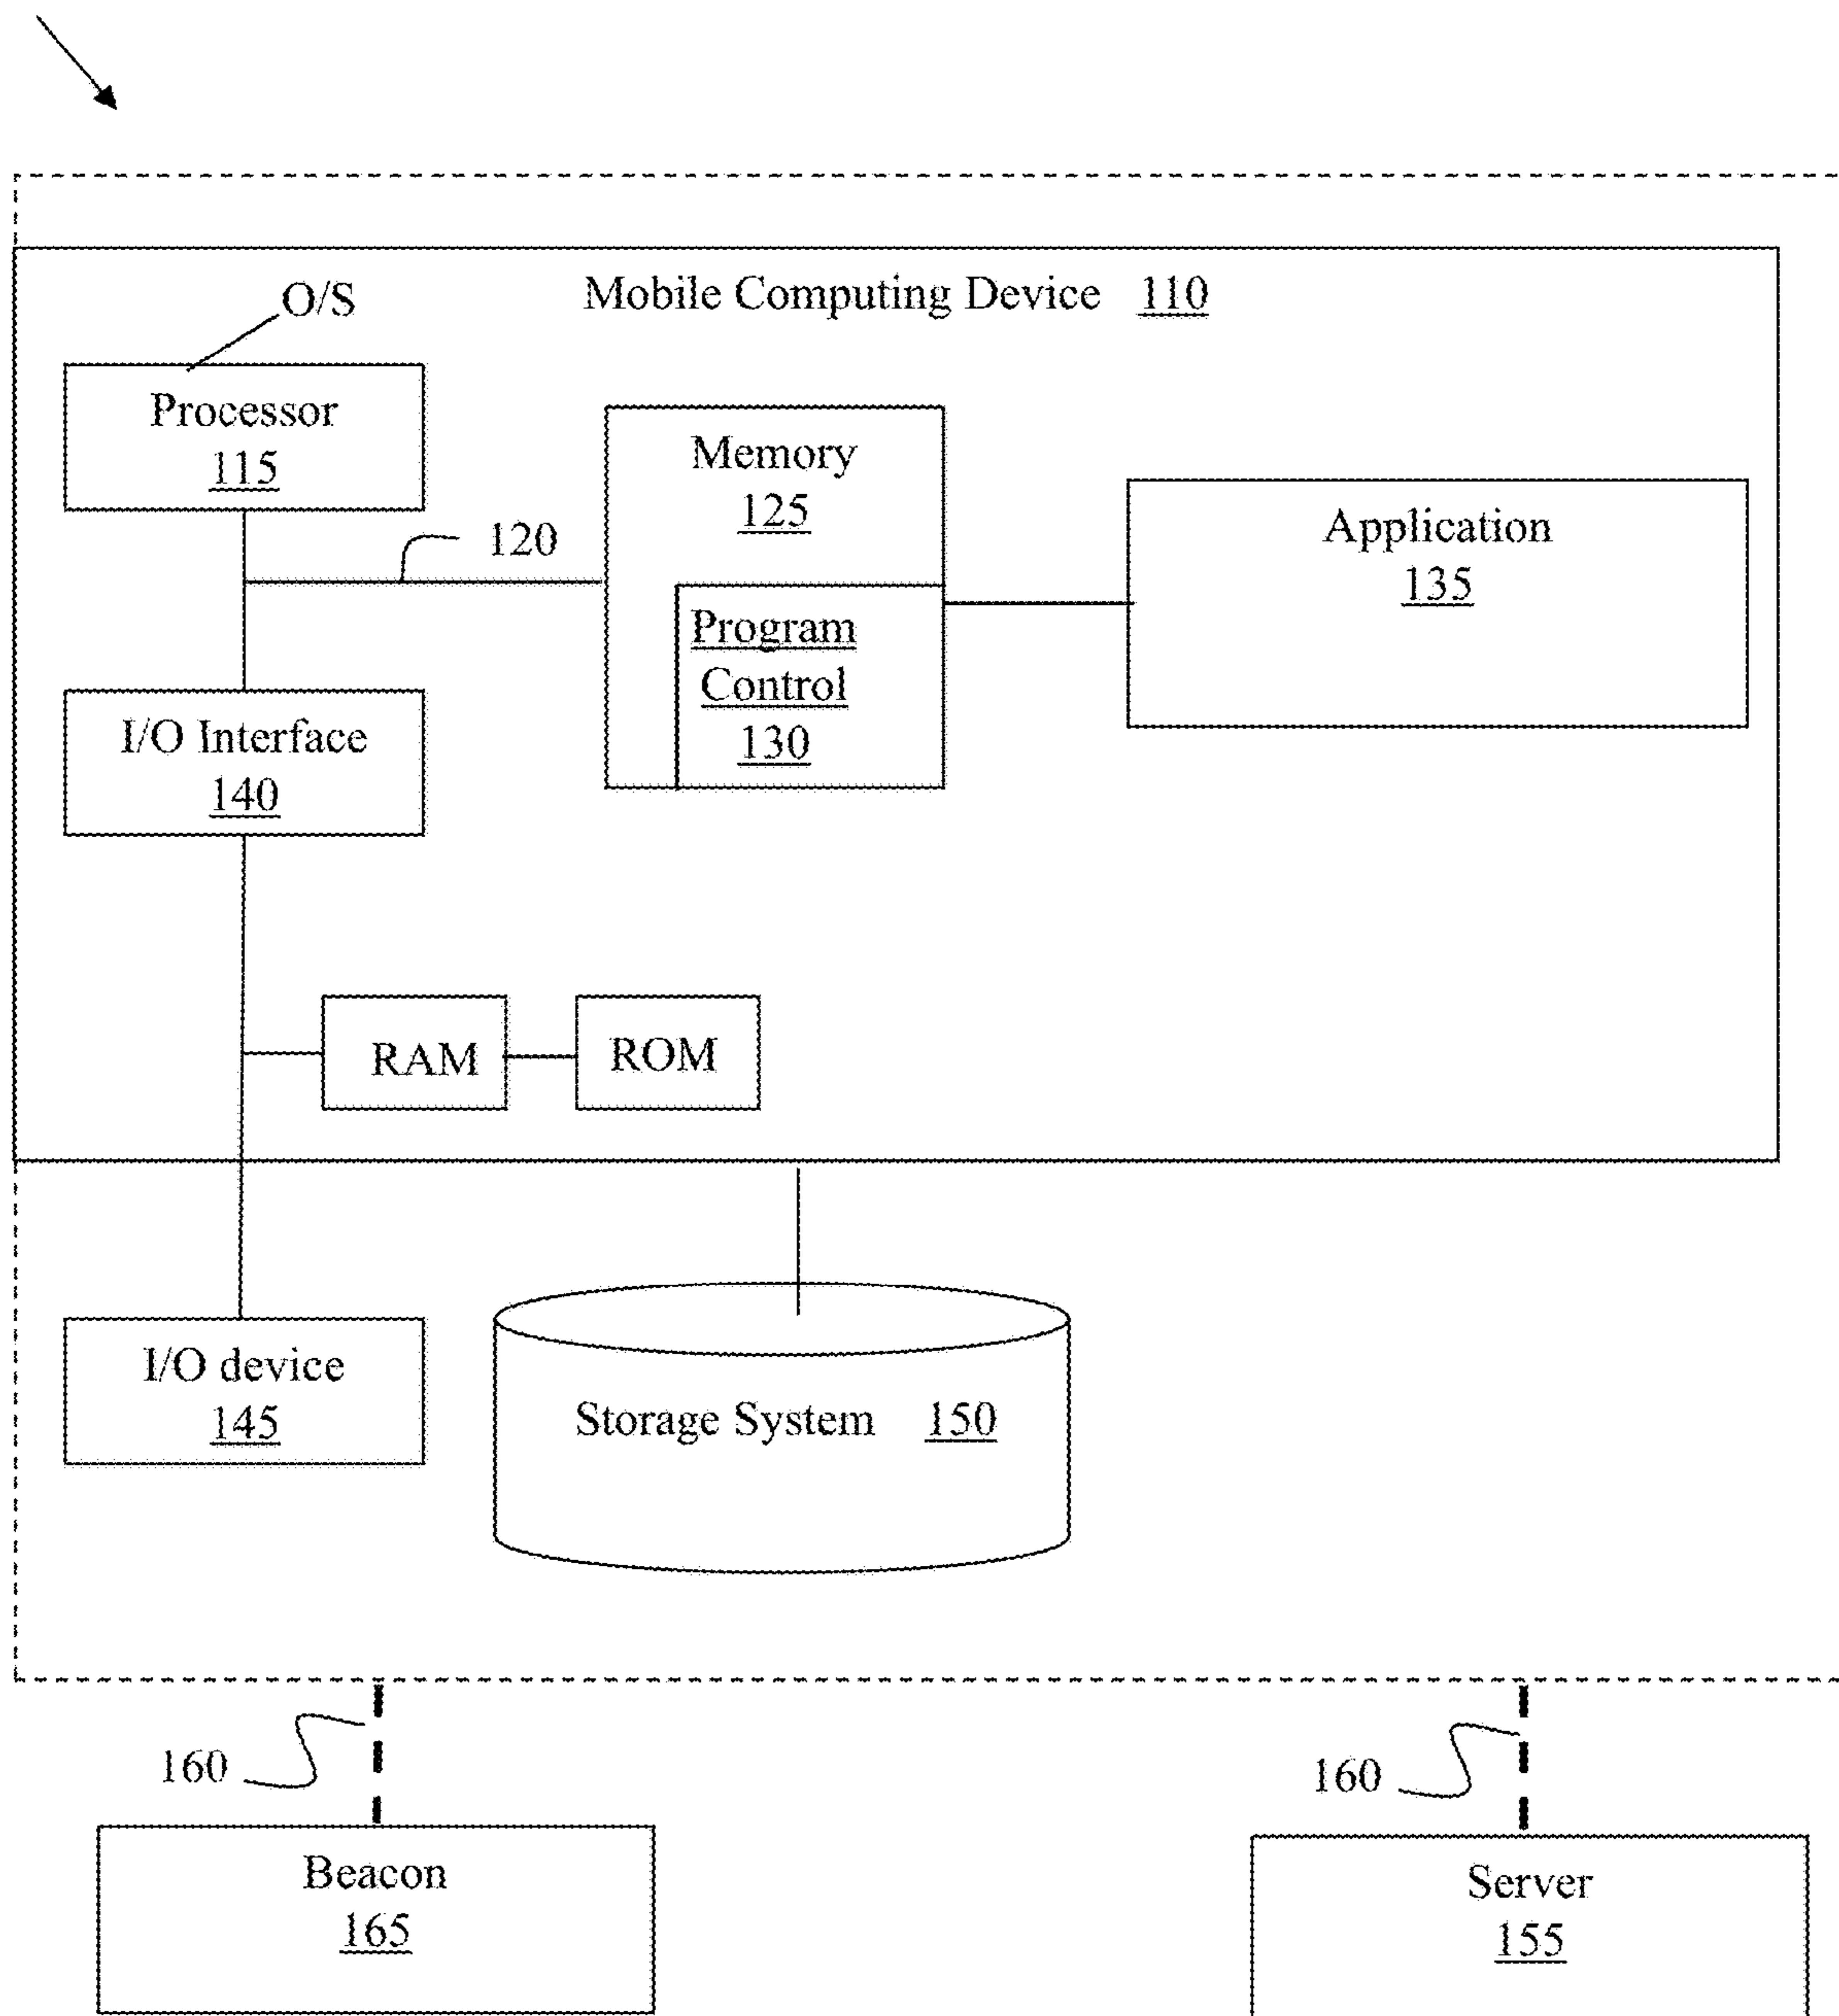 Mobile Computing Device 110
O/S
Processor
115
120
Memory
125
Program
Control
130
Application
135
I/O Interface
140
RAM
ROM
I/O device
145
Storage System 150
160
160
Beacon
165
Server
155